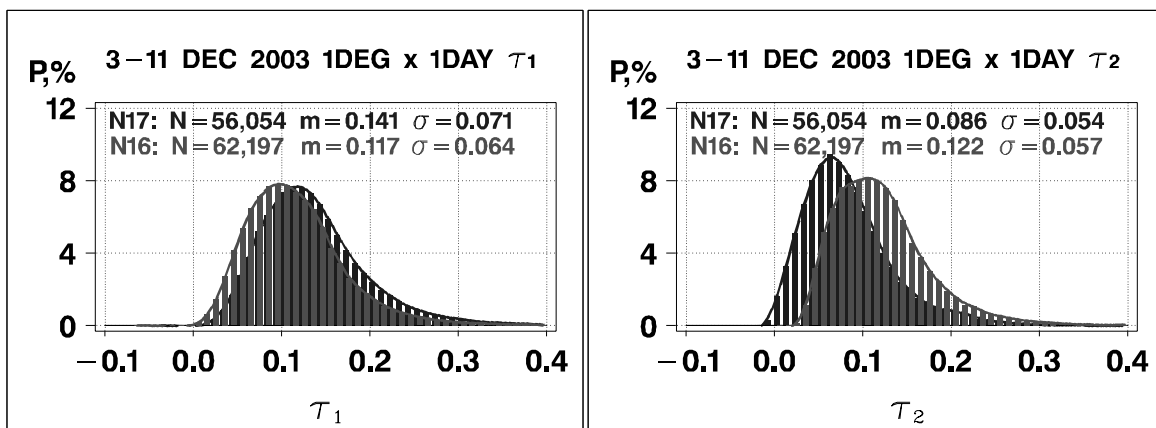 3−11 DEC 2003 1DEG x 1DAY τ1
P,%
12
8
4
0
N17: N=56,054 m=0.141 σ=0.071
N16: N=62,197 m=0.117 σ=0.064
−0.1 0.0 0.1 0.2 0.3 0.4
τ1
3−11 DEC 2003 1DEG x 1DAY τ2
P,%
12
8
4
0
N17: N=56,054 m=0.086 σ=0.054
N16: N=62,197 m=0.122 σ=0.057
−0.1 0.0 0.1 0.2 0.3 0.4
τ2